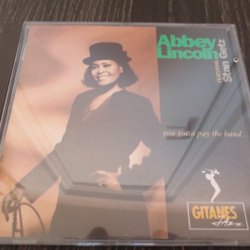 Abbey
Lincoln
FEATURING
Stan Getz
you gotta pay the band
GITANES
Jazz